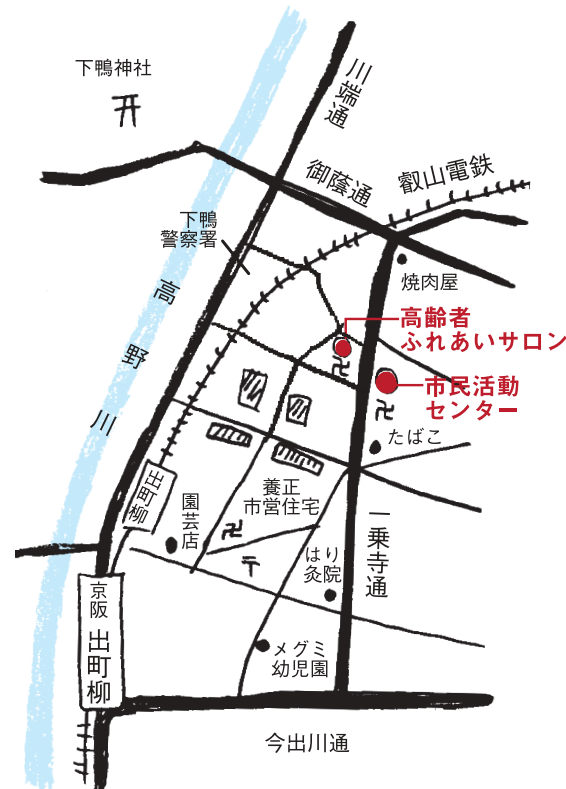 下鴨神社
川端通
御蔭通
叡山電鉄
下鴨
警察署
焼肉屋
高野川
高齢者
ふれあいサロン
市民活動
センター
卍
卍
たばこ
出町柳
養正
市営住宅
園芸店
卍
〒
はり
灸院
一乗寺通
京阪
出町柳
メグミ
幼児園
今出川通